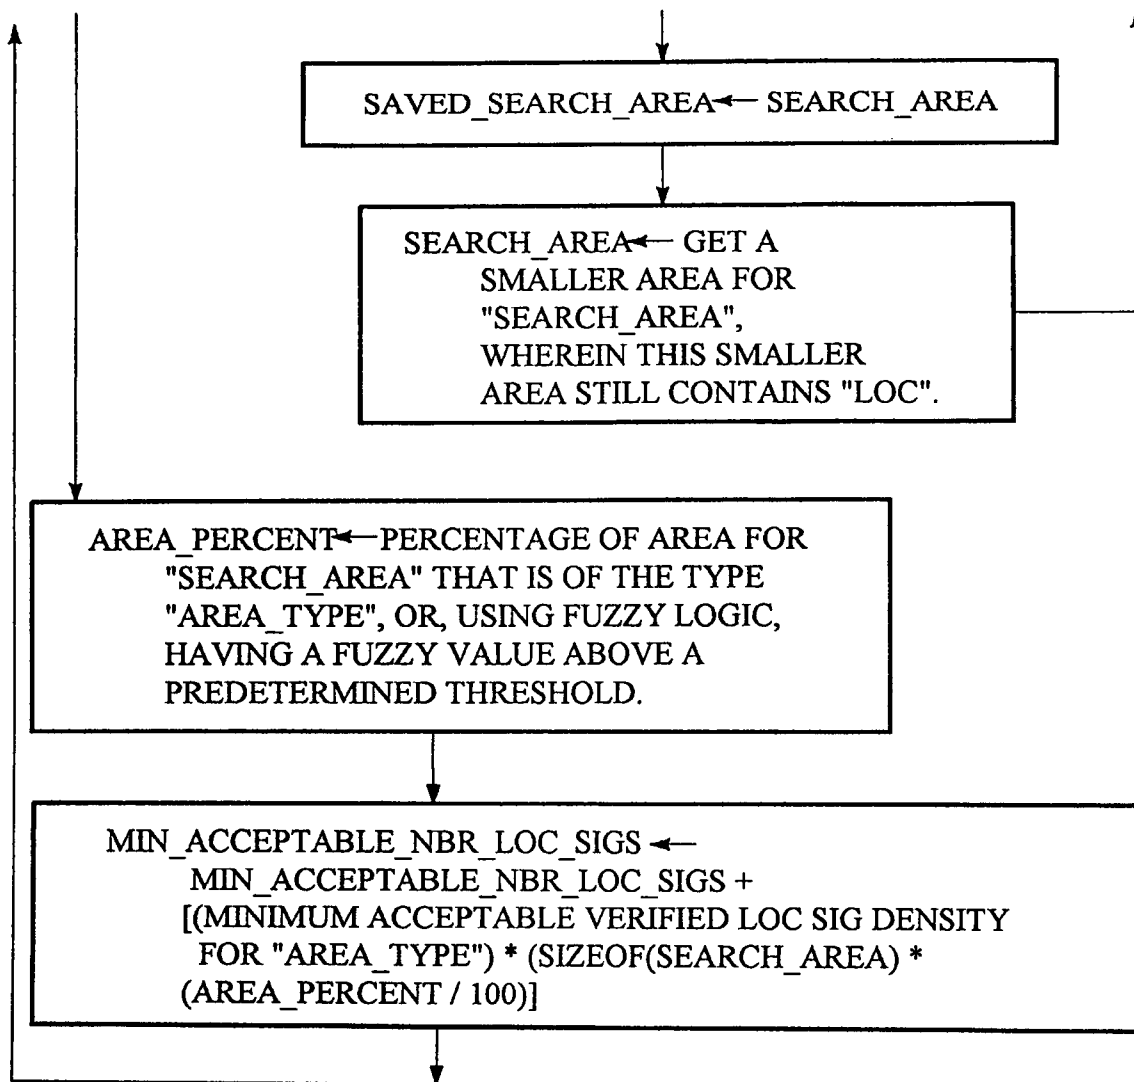 SAVED_SEARCH_AREA← SEARCH_AREA
SEARCH_AREA← GET A
SMALLER AREA FOR
"SEARCH_AREA",
WHEREIN THIS SMALLER
AREA STILL CONTAINS "LOC".
AREA_PERCENT←PERCENTAGE OF AREA FOR
"SEARCH_AREA" THAT IS OF THE TYPE
"AREA_TYPE", OR, USING FUZZY LOGIC,
HAVING A FUZZY VALUE ABOVE A
PREDETERMINED THRESHOLD.
MIN_ACCEPTABLE_NBR_LOC_SIGS ←
MIN_ACCEPTABLE_NBR_LOC_SIGS +
[(MINIMUM ACCEPTABLE VERIFIED LOC SIG DENSITY
FOR "AREA_TYPE") * (SIZEOF(SEARCH_AREA) *
(AREA_PERCENT / 100)]